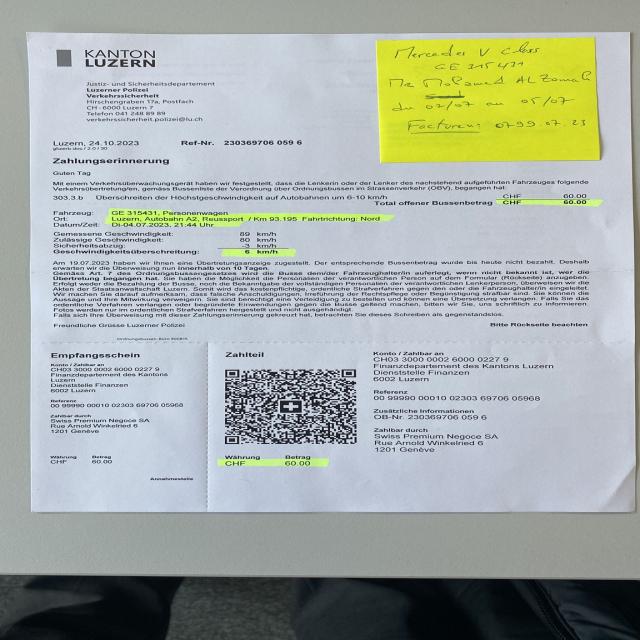 KANTON
LUZERN
Justiz- und Sicherheitsdepartement
Luzerner Polizei
Verkehrssicherheit
Hirschengraben 17a, Postfach
CH-6000 Luzern 7
Telefon 041 248 89 89
verkehrssicherheit.polizei@lu.ch
Mercedes V class
GE 315431
Mr Mohamed
du 02/07 au 05/07
Facture n:
Luzern, 24.10.2023 Ref-Nr. 230369706 059 6
Zahlungserinnerung
Guten Tag
Mit einem Verkehrsüberwachungsgerät haben wir festgestellt, dass die Lenkerin oder der Lenker des nachstehend aufgeführten Fahrzeuges folgende
Verkehrsübertretung/en, gemäss Bussenliste der Verordnung über Ordnungsbussen im Strassenverkehr (OBV), begangen hat:
303.3.b Überschreiten der Höchstgeschwindigkeit auf Autobahnen um 6-10 km/h CHF 60.00
Total offener Bussenbetrag CHF 60.00
Fahrzeug: GE 315431, Personenwagen
Ort: Luzern, Autobahn A2, Reussport / Km 93.195 Fahrtrichtung: Nord
Datum/Zeit: Di-04.07.2023, 21:44 Uhr
Gemessene Geschwindigkeit: 89 km/h
Zulässige Geschwindigkeit: 80 km/h
Sicherheitsabzug: -3 km/h
Geschwindigkeitsüberschreitung: 6 km/h
Am 19.07.2023 haben wir Ihnen eine Übertretungsanzeige zugestellt. Der entsprechende Bussenbetrag wurde bis heute nicht bezahlt. Deshalb
erwarten wir die Überweisung nun innerhalb von 10 Tagen.
Gemäss Art. 7 des Ordnungsbussengesetzes wird die Busse dem/der Fahrzeughalter/in auferlegt, wenn nicht bekannt ist, wer die
Übertretung begangen hat. Sie haben die Möglichkeit die Personalien der verantwortlichen Person auf dem Formular (Rückseite) anzugeben.
Erfolgt weder die Bezahlung der Busse, noch die Bekanntgabe der vollständigen Personalien der verantwortlichen Lenkerperson, überweisen wir die
Akten der Staatsanwaltschaft Luzern. Somit wird das kostenpflichtige, ordentliche Strafverfahren gegen den oder die Fahrzeughalter/in eingeleitet.
Wir machen Sie darauf aufmerksam, dass falsche Anschuldigungen, Irreführung der Rechtspflege oder Begünstigung strafbar sind. Sie können die
Aussage und Ihre Mitwirkung verweigern. Sie sind berechtigt eine Verteidigung zu bestellen und können eine Übersetzung verlangen. Falls Sie das
ordentliche Verfahren verlangen oder begründete Einwendungen gegen die Busse geltend machen, bitten wir Sie, uns schriftlich zu informieren.
Fotos werden nur im ordentlichen Strafverfahren hergestellt und nicht ausgehändigt.
Falls sich Ihre Überweisung mit dieser Zahlungserinnerung gekreuzt hat, betrachten Sie dieses Schreiben als gegenstandslos.
Freundliche Grüsse Luzerner Polizei Bitte Rückseite beachten
Empfangsschein
Konto / Zahlbar an
CH03 3000 0002 6000 0227 9
Finanzdepartement des Kantons
Luzern
Dienststelle Finanzen
6002 Luzern
Referenz
00 99990 00010 02303 69706 05968
Zahlbar durch
Swiss Premium Negoce SA
Rue Arnold Winkelried 6
1201 Genève
Währung Betrag
CHF 60.00
Annahmestelle
Zahlteil
Währung Betrag
CHF 60.00
Konto / Zahlbar an
CH03 3000 0002 6000 0227 9
Finanzdepartement des Kantons Luzern
Dienststelle Finanzen
6002 Luzern
Referenz
00 99990 00010 02303 69706 05968
Zusätzliche Informationen
OB-Nr. 230369706 059 6
Zahlbar durch
Swiss Premium Negoce SA
Rue Arnold Winkelried 6
1201 Genève